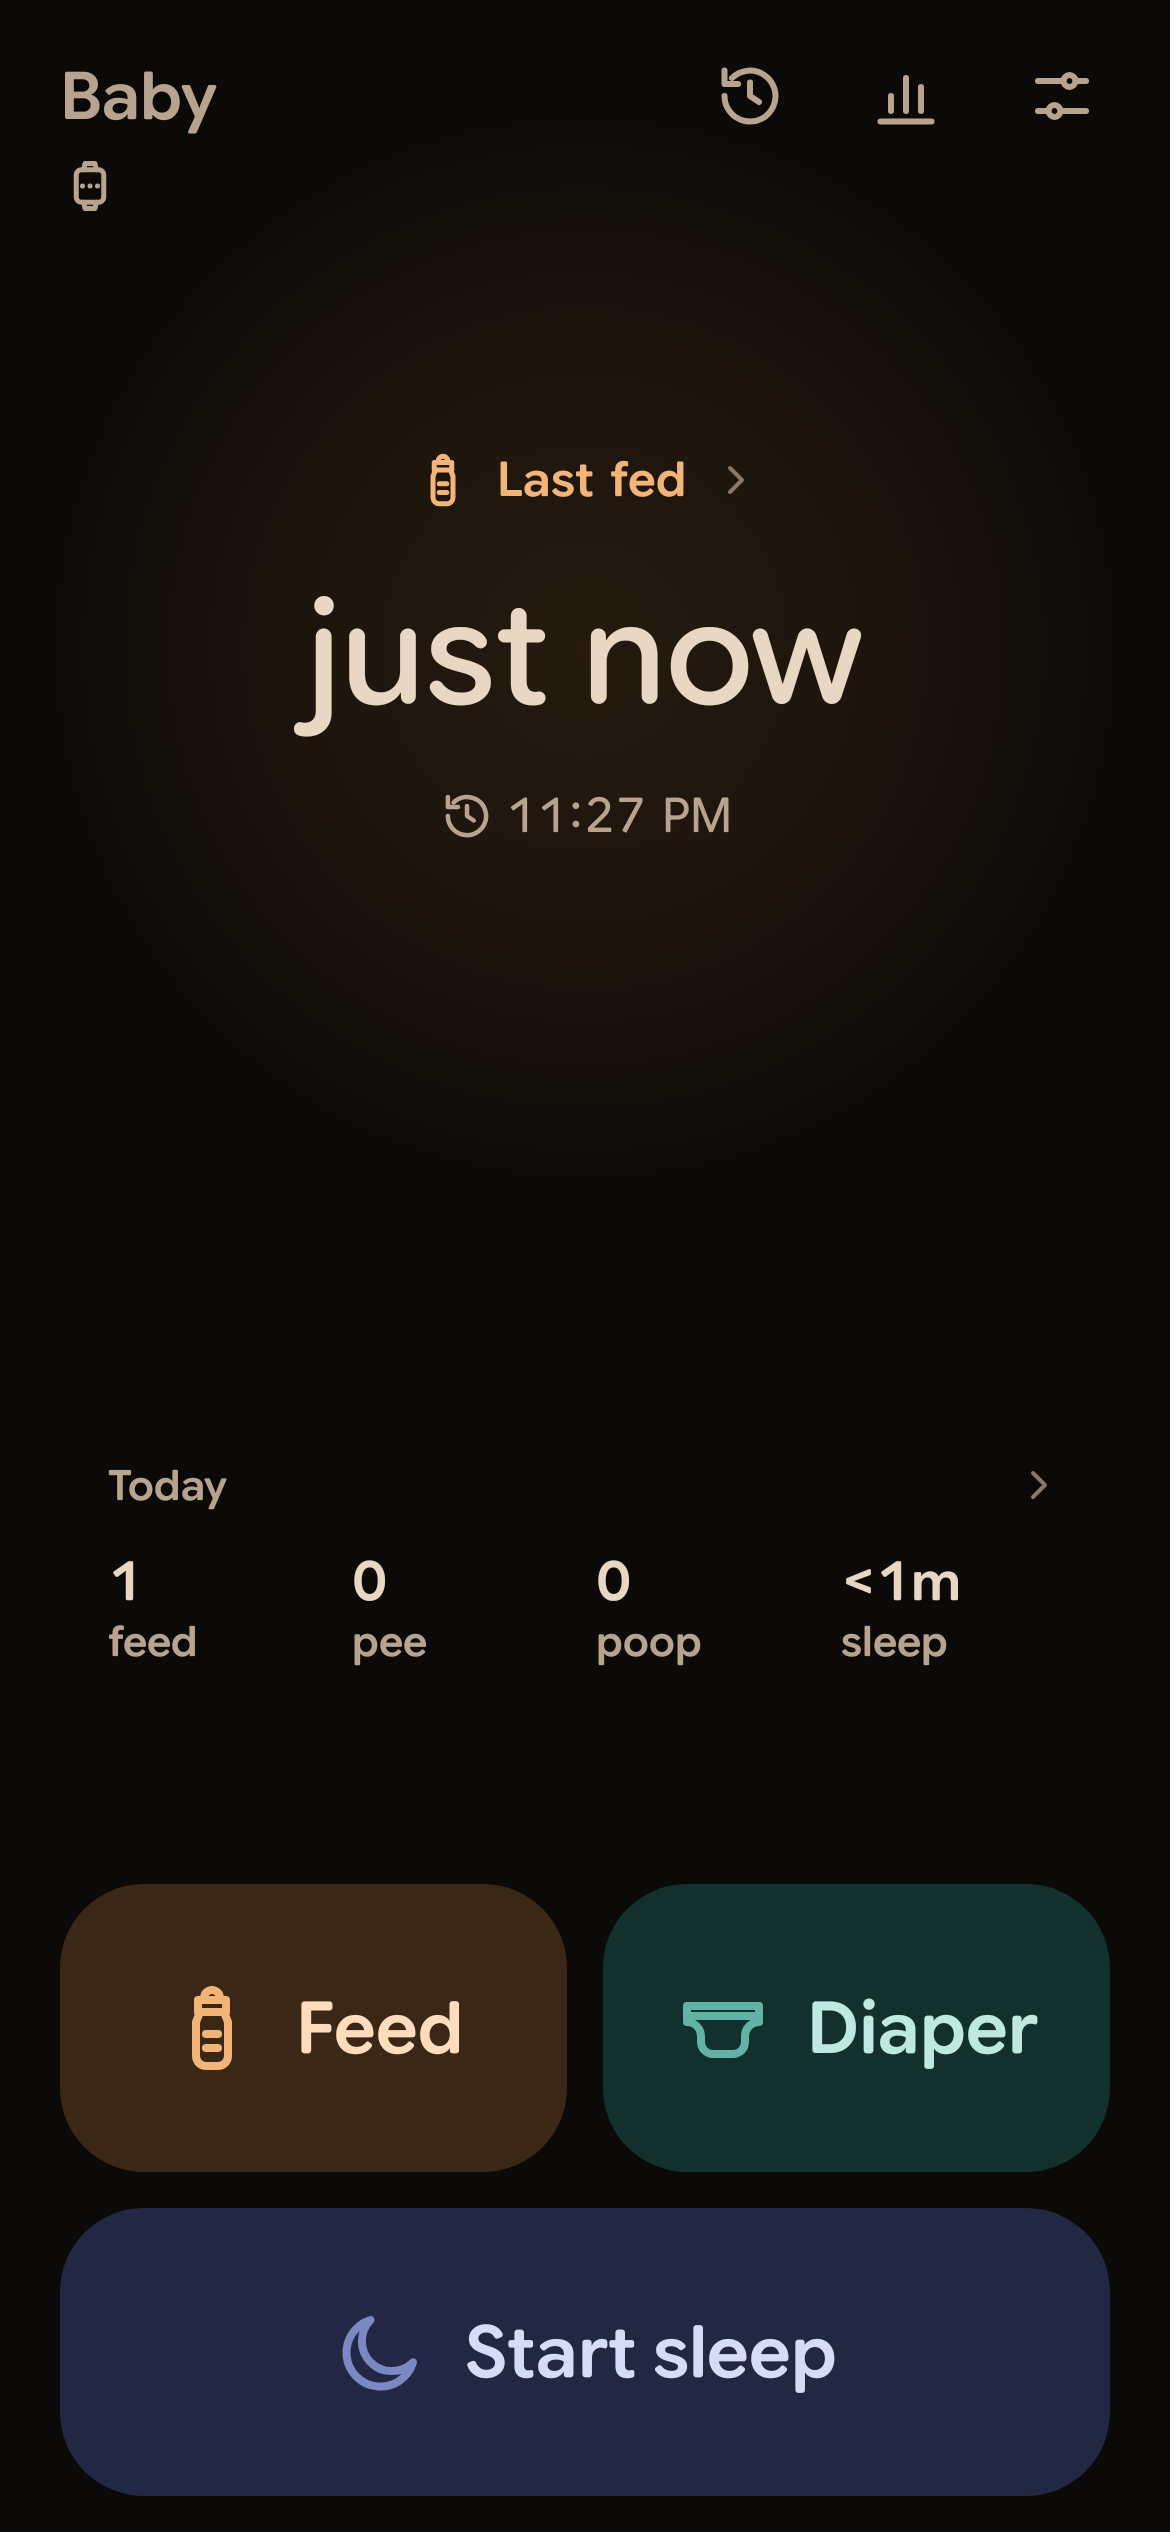 Baby
Last fed
just now
11:27 PM
Today
1 0 0 <1m
feed pee poop sleep
Feed Diaper
Start sleep